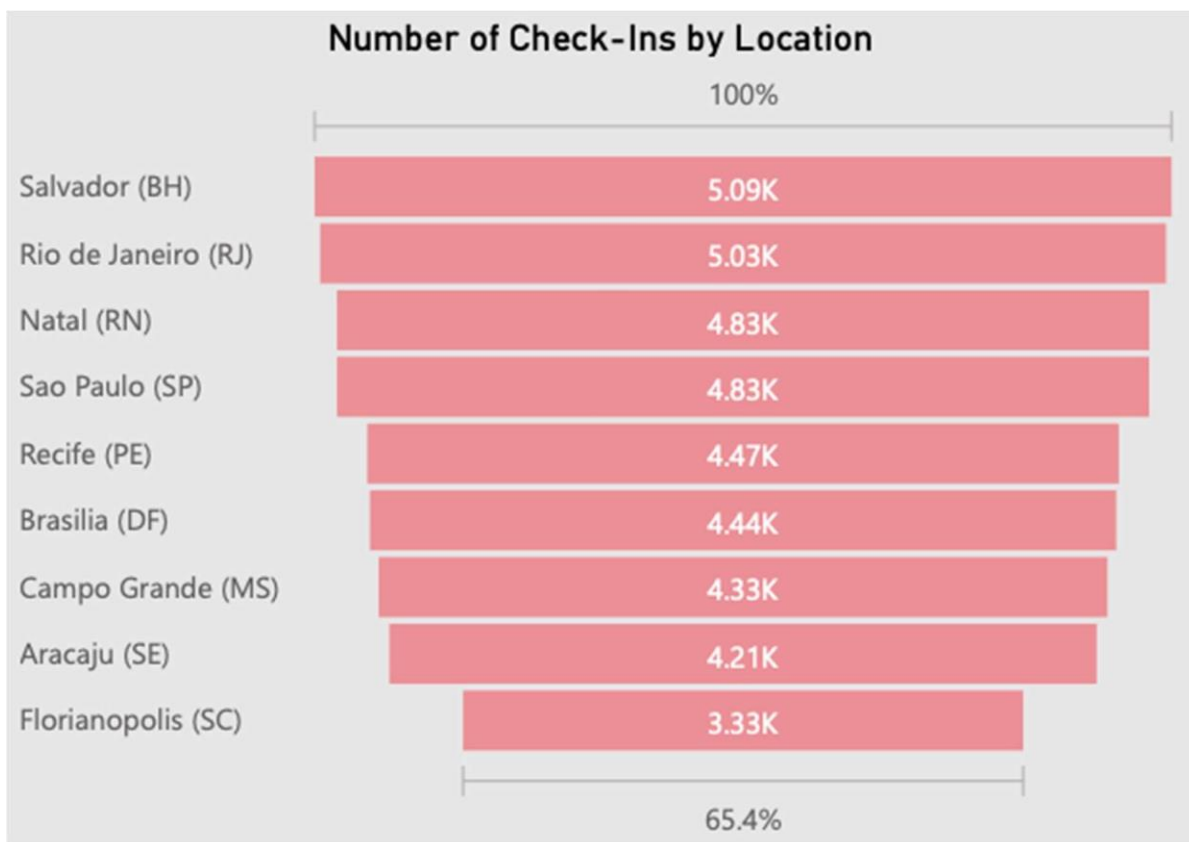 Number of Check-Ins by Location
100%
Salvador (BH) 5.09K
Rio de Janeiro (RJ) 5.03K
Natal (RN) 4.83K
Sao Paulo (SP) 4.83K
Recife (PE) 4.47K
Brasilia (DF) 4.44K
Campo Grande (MS) 4.33K
Aracaju (SE) 4.21K
Florianopolis (SC) 3.33K
65.4%